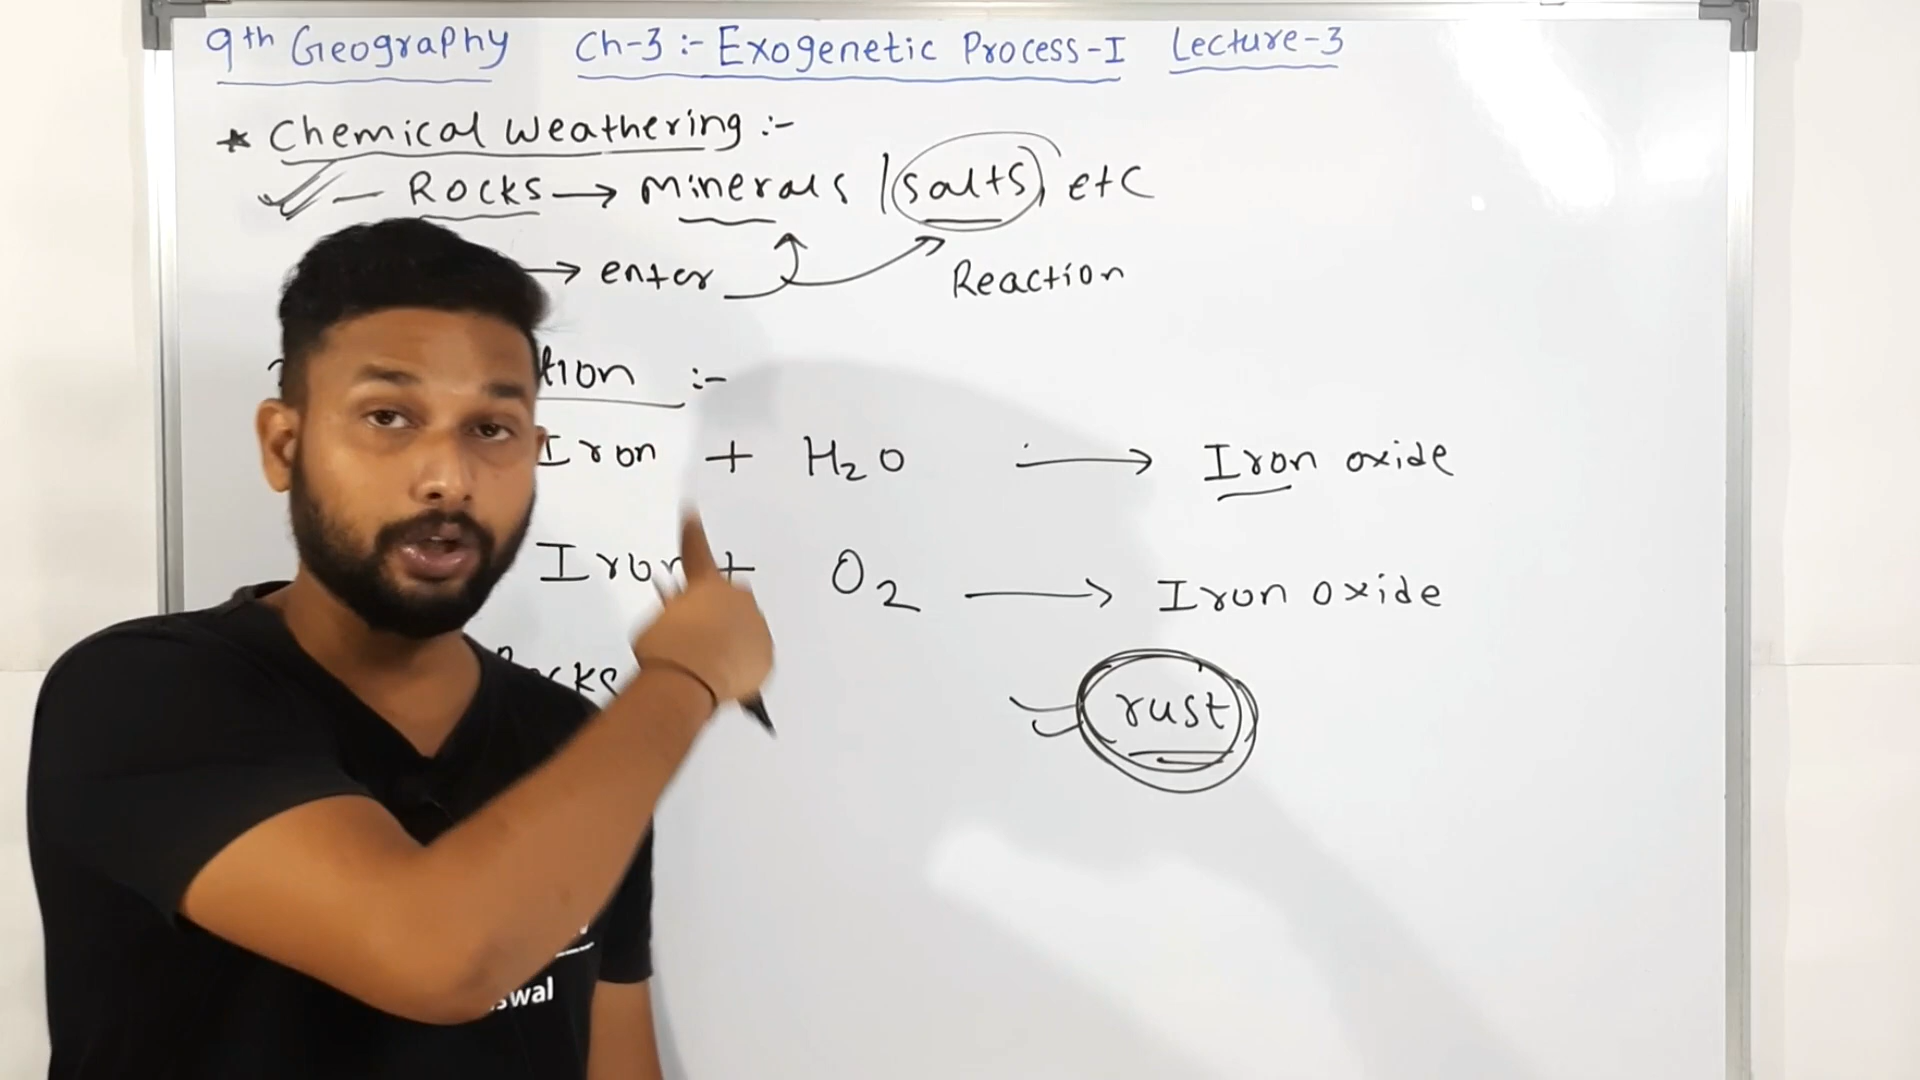 9th Geography Ch-3 :- Exogenetic Process-I Lecture-3
★ Chemical Weathering :-
— Rocks → minerals / salts, etc
→ enter
Reaction
tion :-
Iron + H2O → Iron oxide
Iron + O2 → Iron oxide
rust
swal